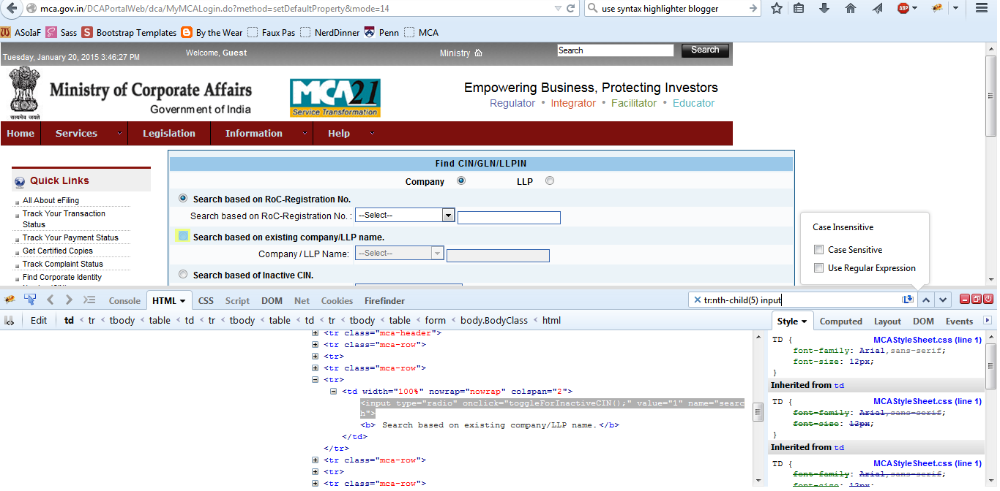 mca.gov.in/DCAPortalWeb/dca/MyMCALogin.do?method=setDefaultProperty&mode=14
use syntax highlighter blogger
ABP
ASoIaF
Sass
Bootstrap Templates
By the Wear
Faux Pas
NerdDinner
Penn
MCA
Tuesday, January 20, 2015 3:46:27 PM
Welcome, Guest
Ministry
Search
Search
Ministry of Corporate Affairs
Government of India
सत्यमेव जयते
MCA21
Service Transformation
Empowering Business, Protecting Investors
Regulator • Integrator • Facilitator • Educator
Home
Services
Legislation
Information
Help
Quick Links
All About eFiling
Track Your Transaction
Status
Track Your Payment Status
Get Certified Copies
Track Complaint Status
Find Corporate Identity
Find CIN/GLN/LLPIN
Company
LLP
Search based on RoC-Registration No.
Search based on RoC-Registration No. :
--Select--
Search based on existing company/LLP name.
Company / LLP Name:
--Select--
Search based of Inactive CIN.
Case Insensitive
Case Sensitive
Use Regular Expression
Console
HTML
CSS
Script
DOM
Net
Cookies
Firefinder
tr:nth-child(5) input
Edit
td < tr < tbody < table < td < tr < tbody < table < td < tr < tbody < table < form < body.BodyClass < html
Style
Computed
Layout
DOM
Events
<tr class="mca-header">
<tr class="mca-row">
<tr>
<tr class="mca-row">
<tr>
<td width="100%" nowrap="nowrap" colspan="2">
<input type="radio" onclick="toggleForInactiveCIN();" value="1" name="searc
h">
<b> Search based on existing company/LLP name.</b>
</td>
</tr>
<tr class="mca-row">
<tr>
<tr class="mca-row">
TD {
MCAStyleSheet.css (line 1)
font-family: Arial,sans-serif;
font-size: 12px;
}
Inherited from td
TD {
MCAStyleSheet.css (line 1)
font-family: Arial,sans-serif;
font-size: 12px;
}
Inherited from td
TD {
MCAStyleSheet.css (line 1)
font-family: Arial,sans-serif;
font-size: 12px;